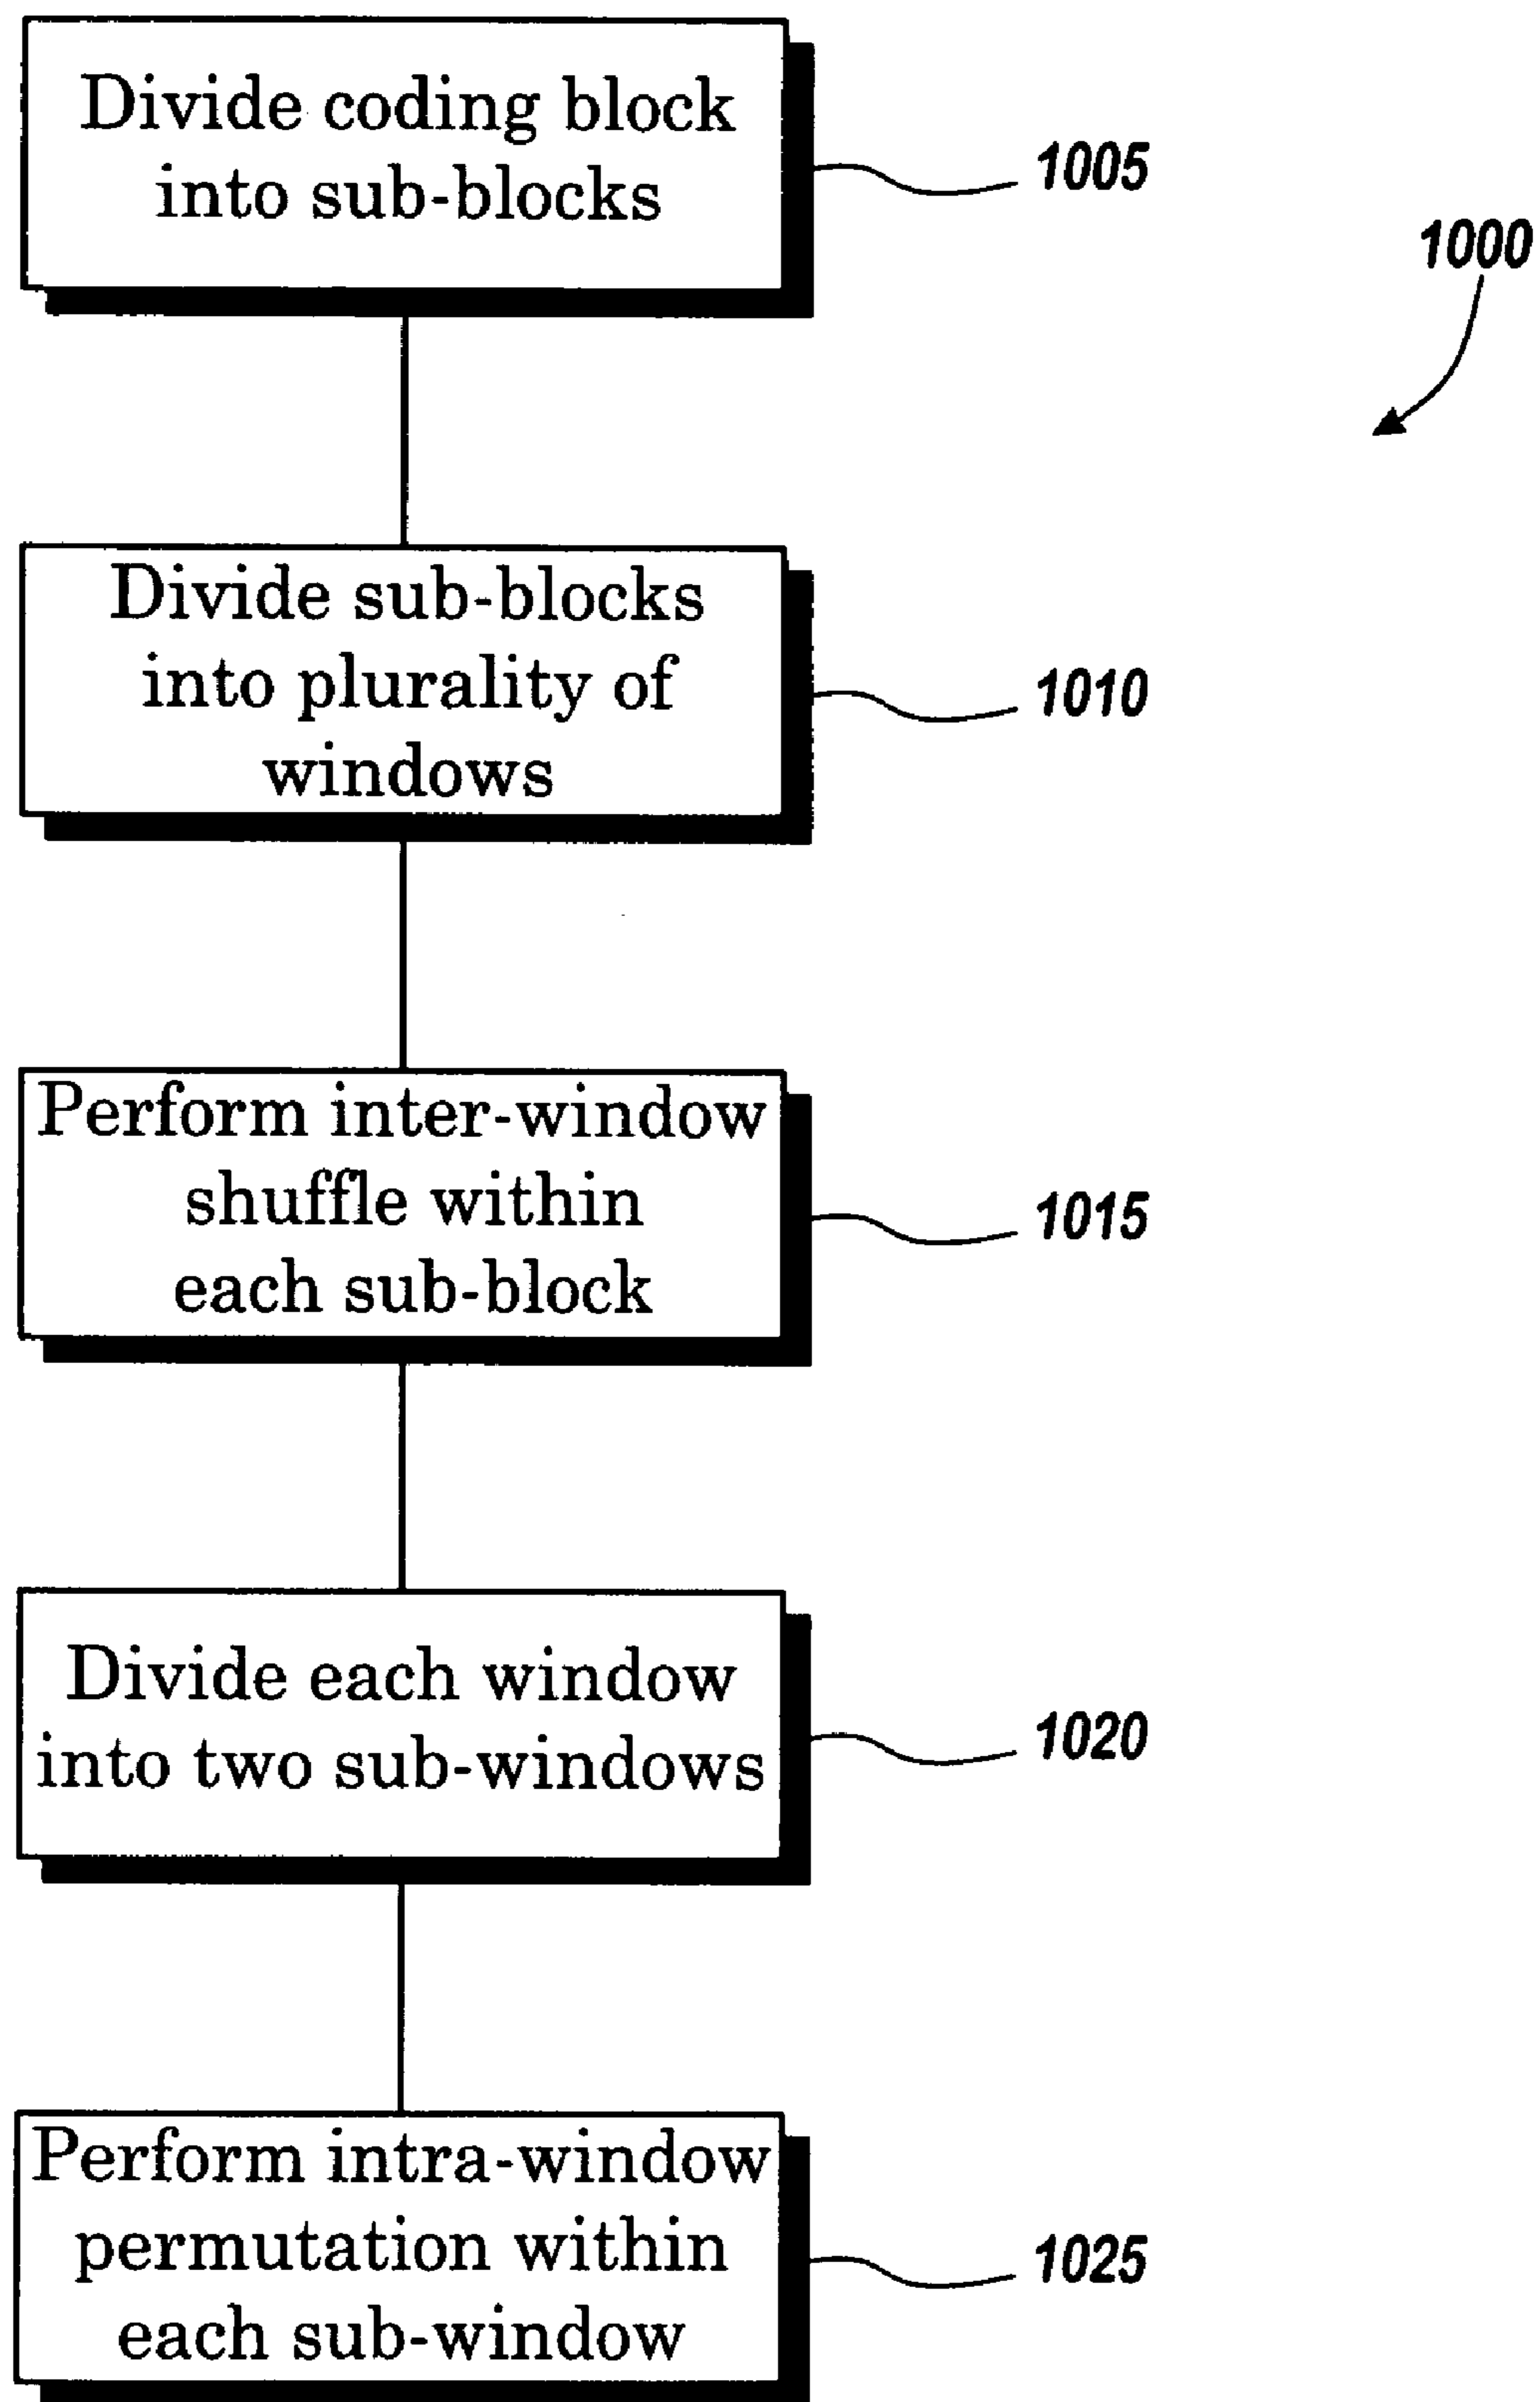 Divide coding block
into sub-blocks
1005
1000
Divide sub-blocks
into plurality of
windows
1010
Perform inter-window
shuffle within
each sub-block
1015
Divide each window
into two sub-windows
1020
Perform intra-window
permutation within
each sub-window
1025